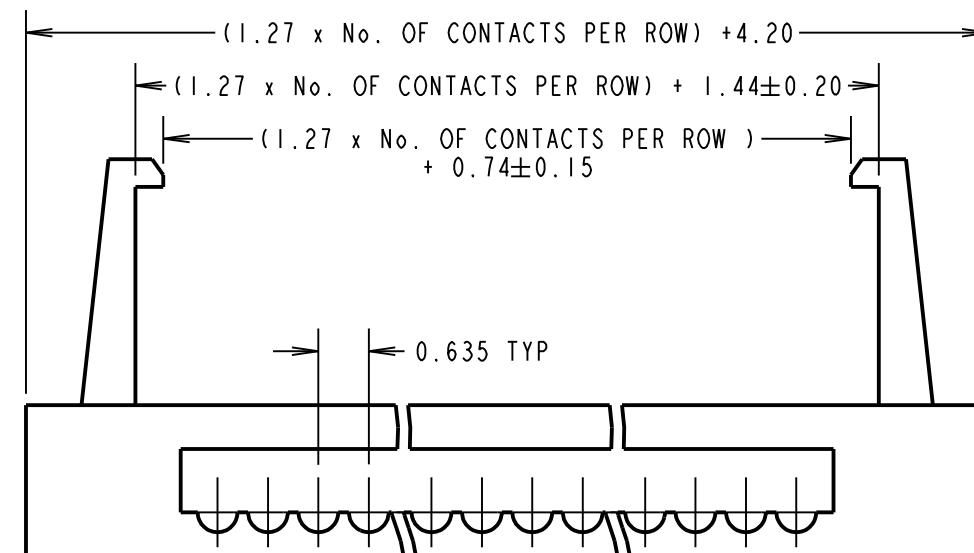 (1.27 x No. OF CONTACTS PER ROW) +4.20
(1.27 x No. OF CONTACTS PER ROW) + 1.44±0.20
(1.27 x No. OF CONTACTS PER ROW )
+ 0.74±0.15
0.635 TYP